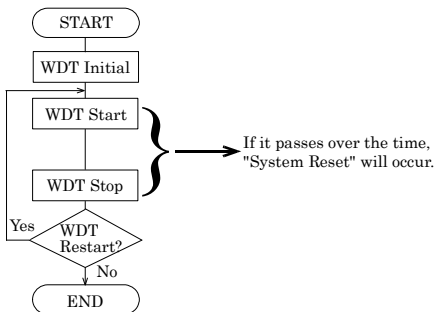 START
WDT Initial
WDT Start
If it passes over the time,
"System Reset" will occur.
WDT Stop
Yes
WDT
Restart?
No
END